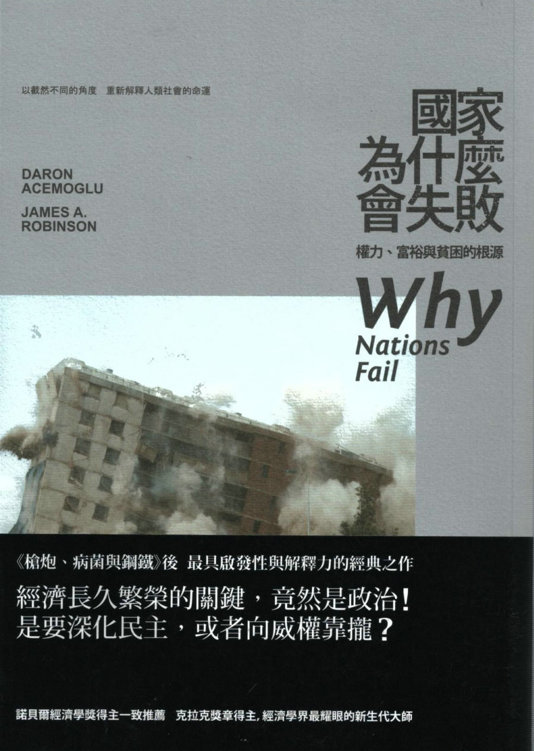 以截然不同的角度　重新解釋人類社會的命運
國家
為什麼
會失敗
DARON
ACEMOGLU
JAMES A.
ROBINSON
權力、富裕與貧困的根源
Why
Nations
Fail
《槍炮、病菌與鋼鐵》後 最具啟發性與解釋力的經典之作
經濟長久繁榮的關鍵，竟然是政治！
是要深化民主，或者向威權靠攏？
諾貝爾經濟學獎得主一致推薦　克拉克獎章得主，經濟學界最耀眼的新生代大師